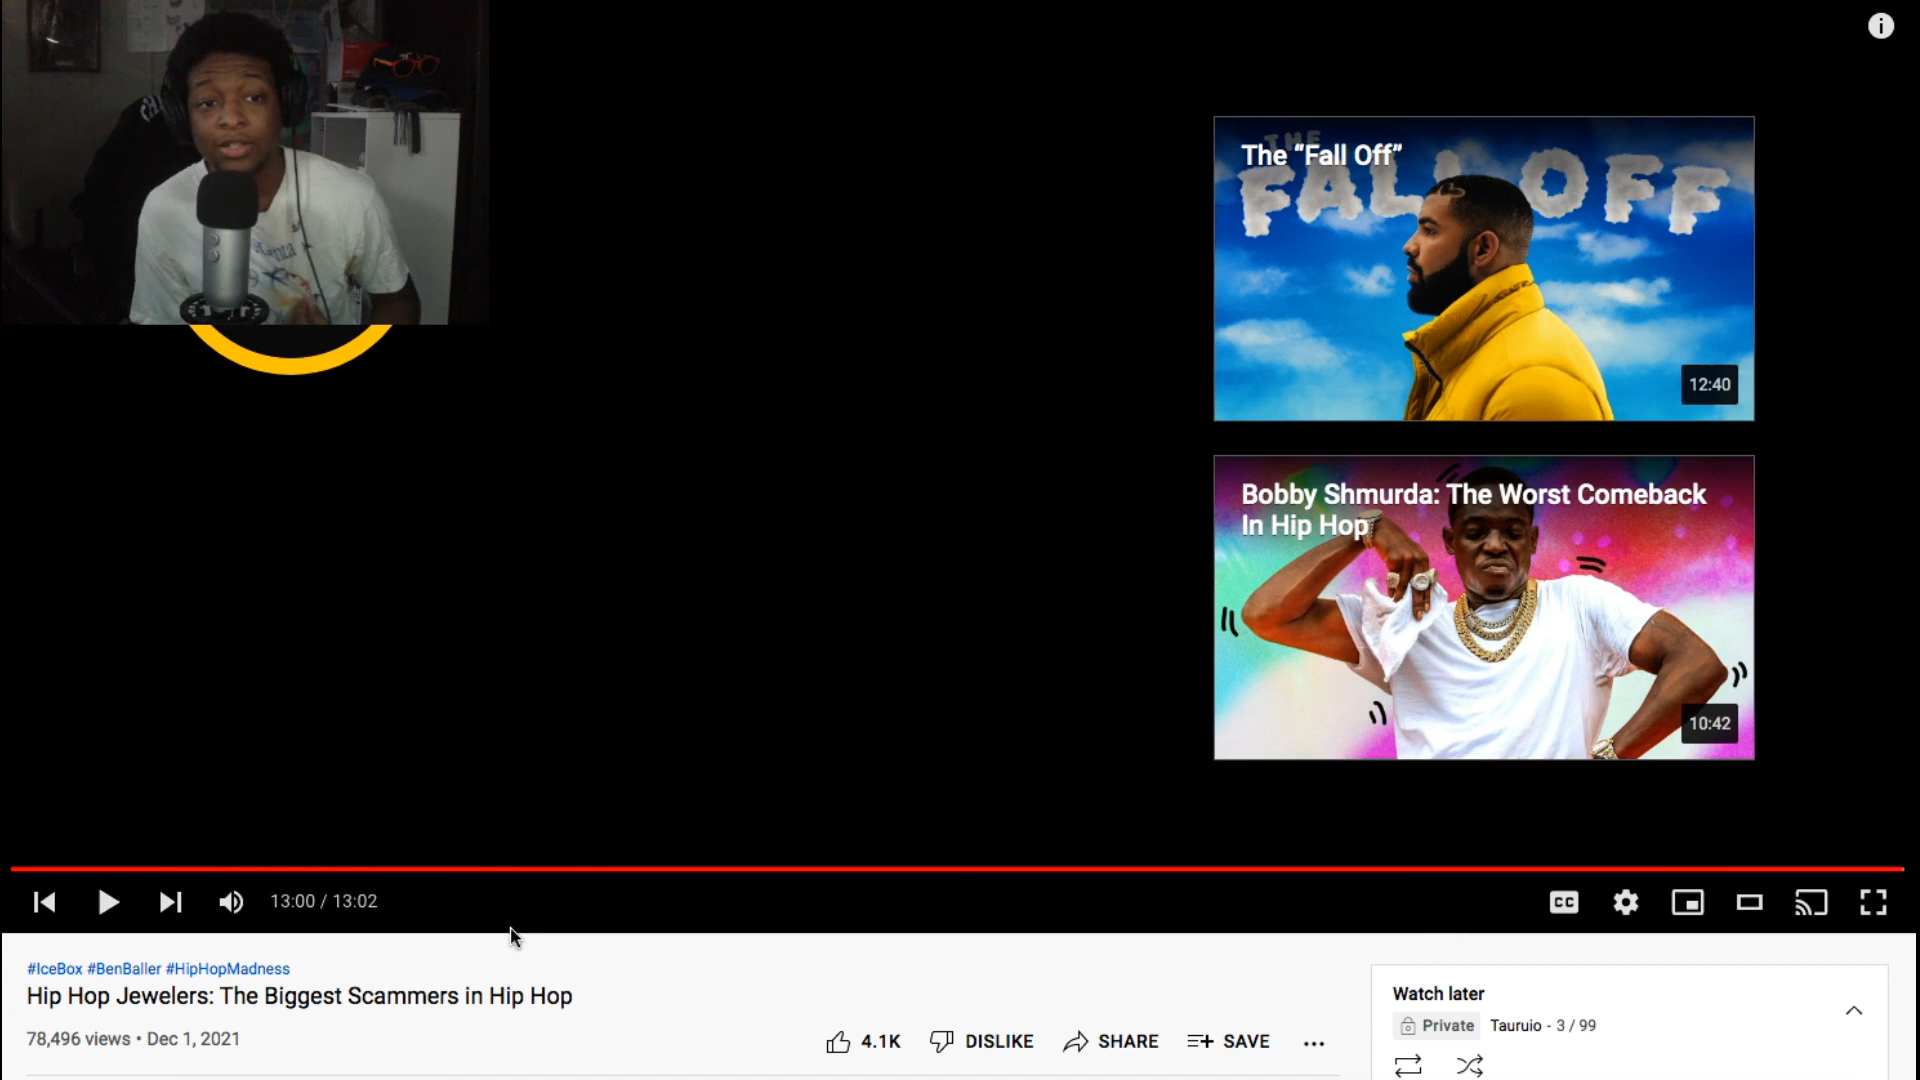 The “Fall Off”
THE
FALL OFF
12:40
Bobby Shmurda: The Worst Comeback
In Hip Hop
10:42
13:00 / 13:02
CC
#IceBox #BenBaller #HipHopMadness
Hip Hop Jewelers: The Biggest Scammers in Hip Hop
78,496 views • Dec 1, 2021
4.1K DISLIKE SHARE SAVE
Watch later
Private Tauruio - 3 / 99